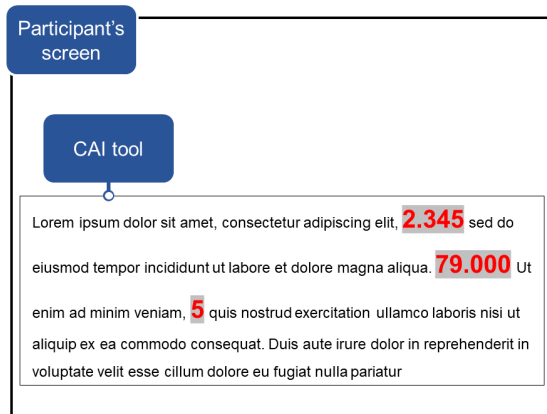 Participant's
screen
CAI tool
Lorem ipsum dolor sit amet, consectetur adipiscing elit, 2.345 sed do
eiusmod tempor incididunt ut labore et dolore magna aliqua. 79.000 Ut
enim ad minim veniam, 5 quis nostrud exercitation ullamco laboris nisi ut
aliquip ex ea commodo consequat. Duis aute irure dolor in reprehenderit in
voluptate velit esse cillum dolore eu fugiat nulla pariatur